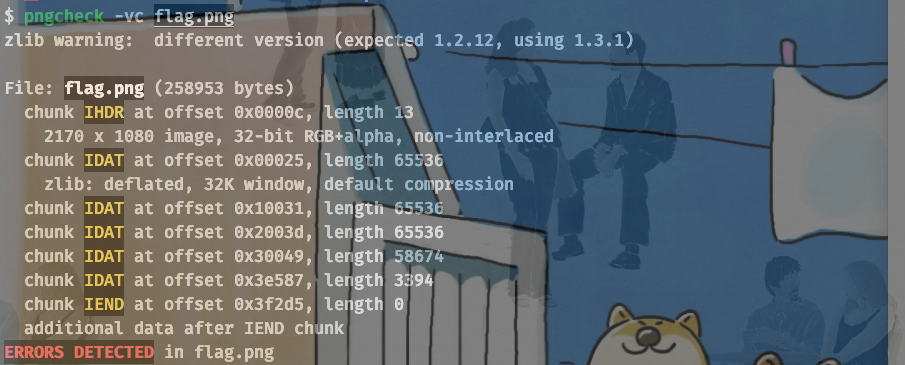 $ pngcheck -vc flag.png
zlib warning:  different version (expected 1.2.12, using 1.3.1)
File: flag.png (258953 bytes)
  chunk IHDR at offset 0x0000c, length 13
    2170 x 1080 image, 32-bit RGB+alpha, non-interlaced
  chunk IDAT at offset 0x00025, length 65536
    zlib: deflated, 32K window, default compression
  chunk IDAT at offset 0x10031, length 65536
  chunk IDAT at offset 0x2003d, length 65536
  chunk IDAT at offset 0x30049, length 58674
  chunk IDAT at offset 0x3e587, length 3394
  chunk IEND at offset 0x3f2d5, length 0
  additional data after IEND chunk
ERRORS DETECTED in flag.png